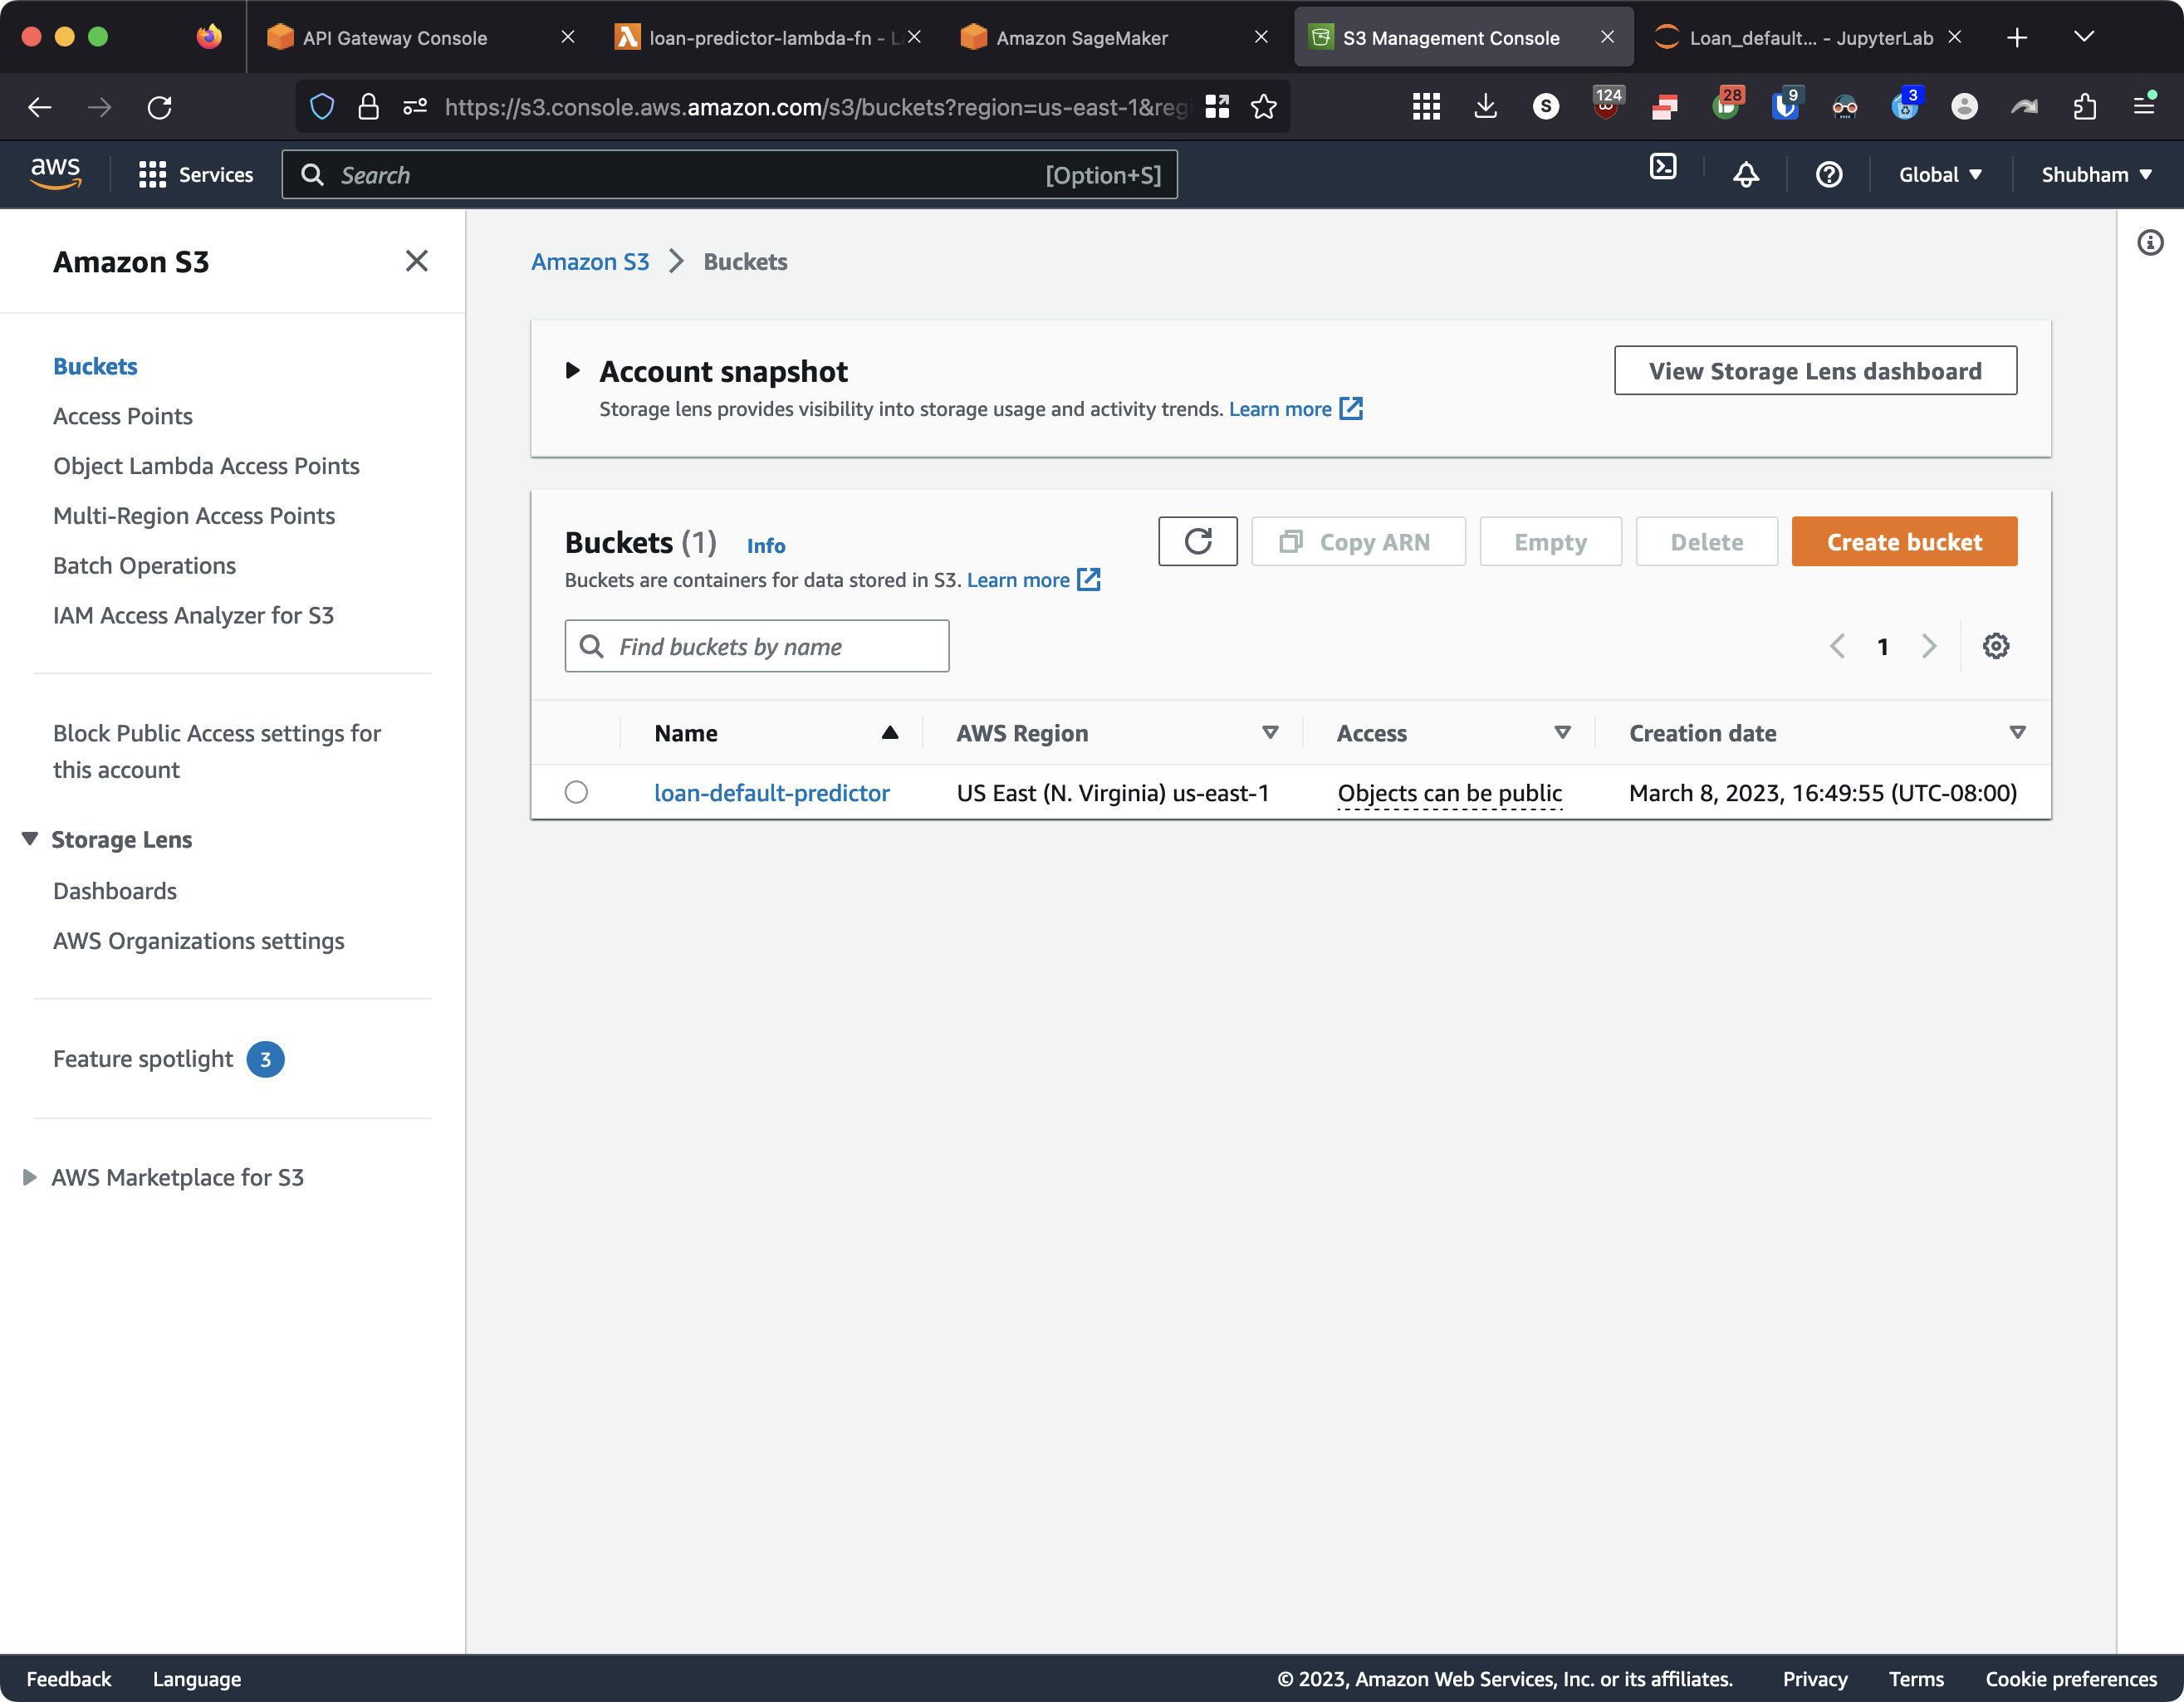 API Gateway Console
loan-predictor-lambda-fn - L
Amazon SageMaker
S3 Management Console
Loan_default... - JupyterLab
https://s3.console.aws.amazon.com/s3/buckets?region=us-east-1&reg
S
124
28
9
3
aws
Services
Search
[Option+S]
Global
Shubham
Amazon S3
Buckets
Access Points
Object Lambda Access Points
Multi-Region Access Points
Batch Operations
IAM Access Analyzer for S3
Block Public Access settings for
this account
Storage Lens
Dashboards
AWS Organizations settings
Feature spotlight 3
AWS Marketplace for S3
Amazon S3 > Buckets
Account snapshot
Storage lens provides visibility into storage usage and activity trends. Learn more
View Storage Lens dashboard
Buckets (1) Info
Buckets are containers for data stored in S3. Learn more
Copy ARN
Empty
Delete
Create bucket
Find buckets by name
1
Name AWS Region Access Creation date
loan-default-predictor US East (N. Virginia) us-east-1 Objects can be public March 8, 2023, 16:49:55 (UTC-08:00)
Feedback Language © 2023, Amazon Web Services, Inc. or its affiliates. Privacy Terms Cookie preferences